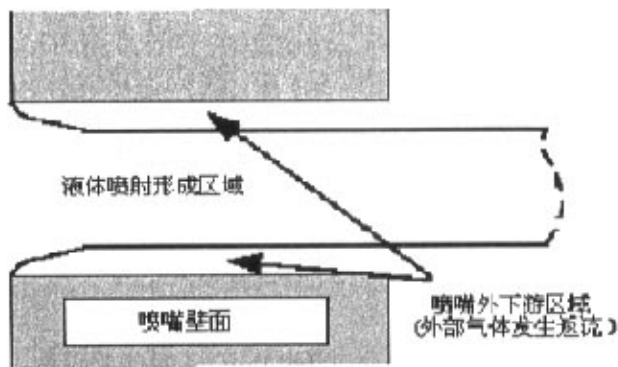 液体喷射形成区域
喷嘴壁面
喷嘴外下游区域
(外部气体发生返流)